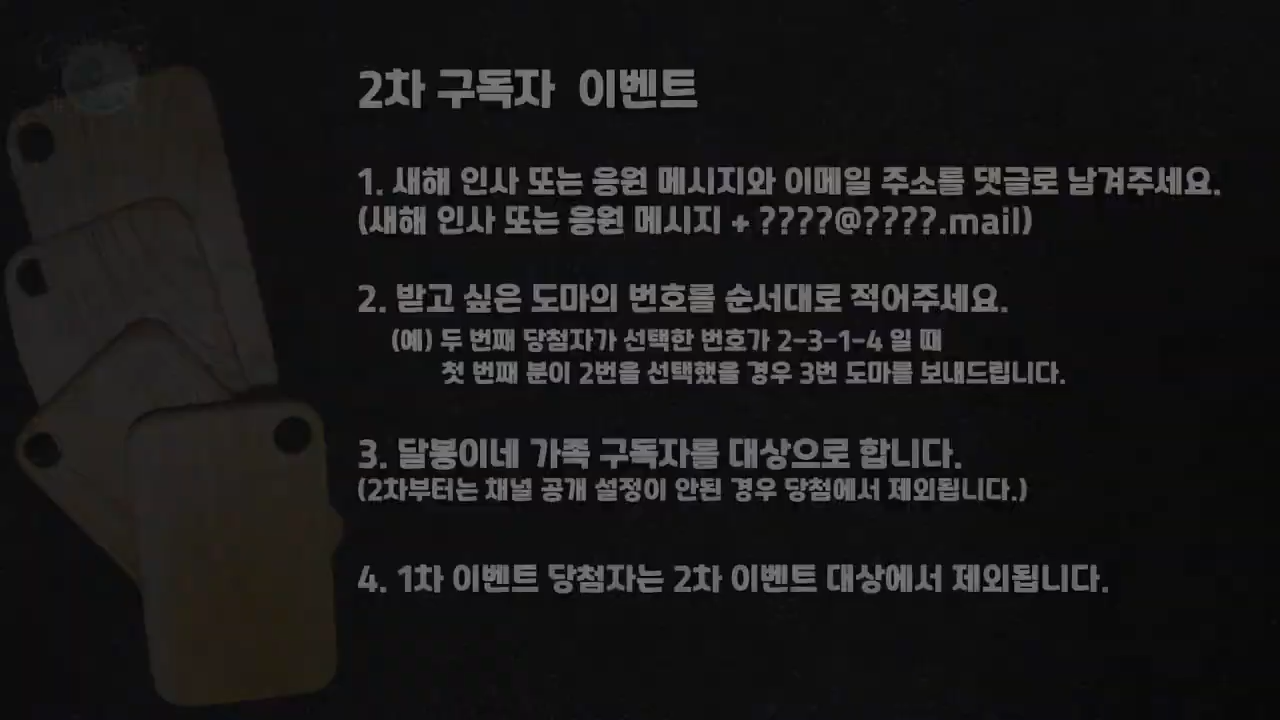 2차 구독자 이벤트
1. 새해 인사 또는 응원 메시지와 이메일 주소를 댓글로 남겨주세요.
(새해 인사 또는 응원 메시지 + ????@????.mail)
2. 받고 싶은 도마의 번호를 순서대로 적어주세요.
(예) 두 번째 당첨자가 선택한 번호가 2-3-1-4 일 때
첫 번째 분이 2번을 선택했을 경우 3번 도마를 보내드립니다.
3. 달봉이네 가족 구독자를 대상으로 합니다.
(2차부터는 채널 공개 설정이 안된 경우 당첨에서 제외됩니다.)
4. 1차 이벤트 당첨자는 2차 이벤트 대상에서 제외됩니다.